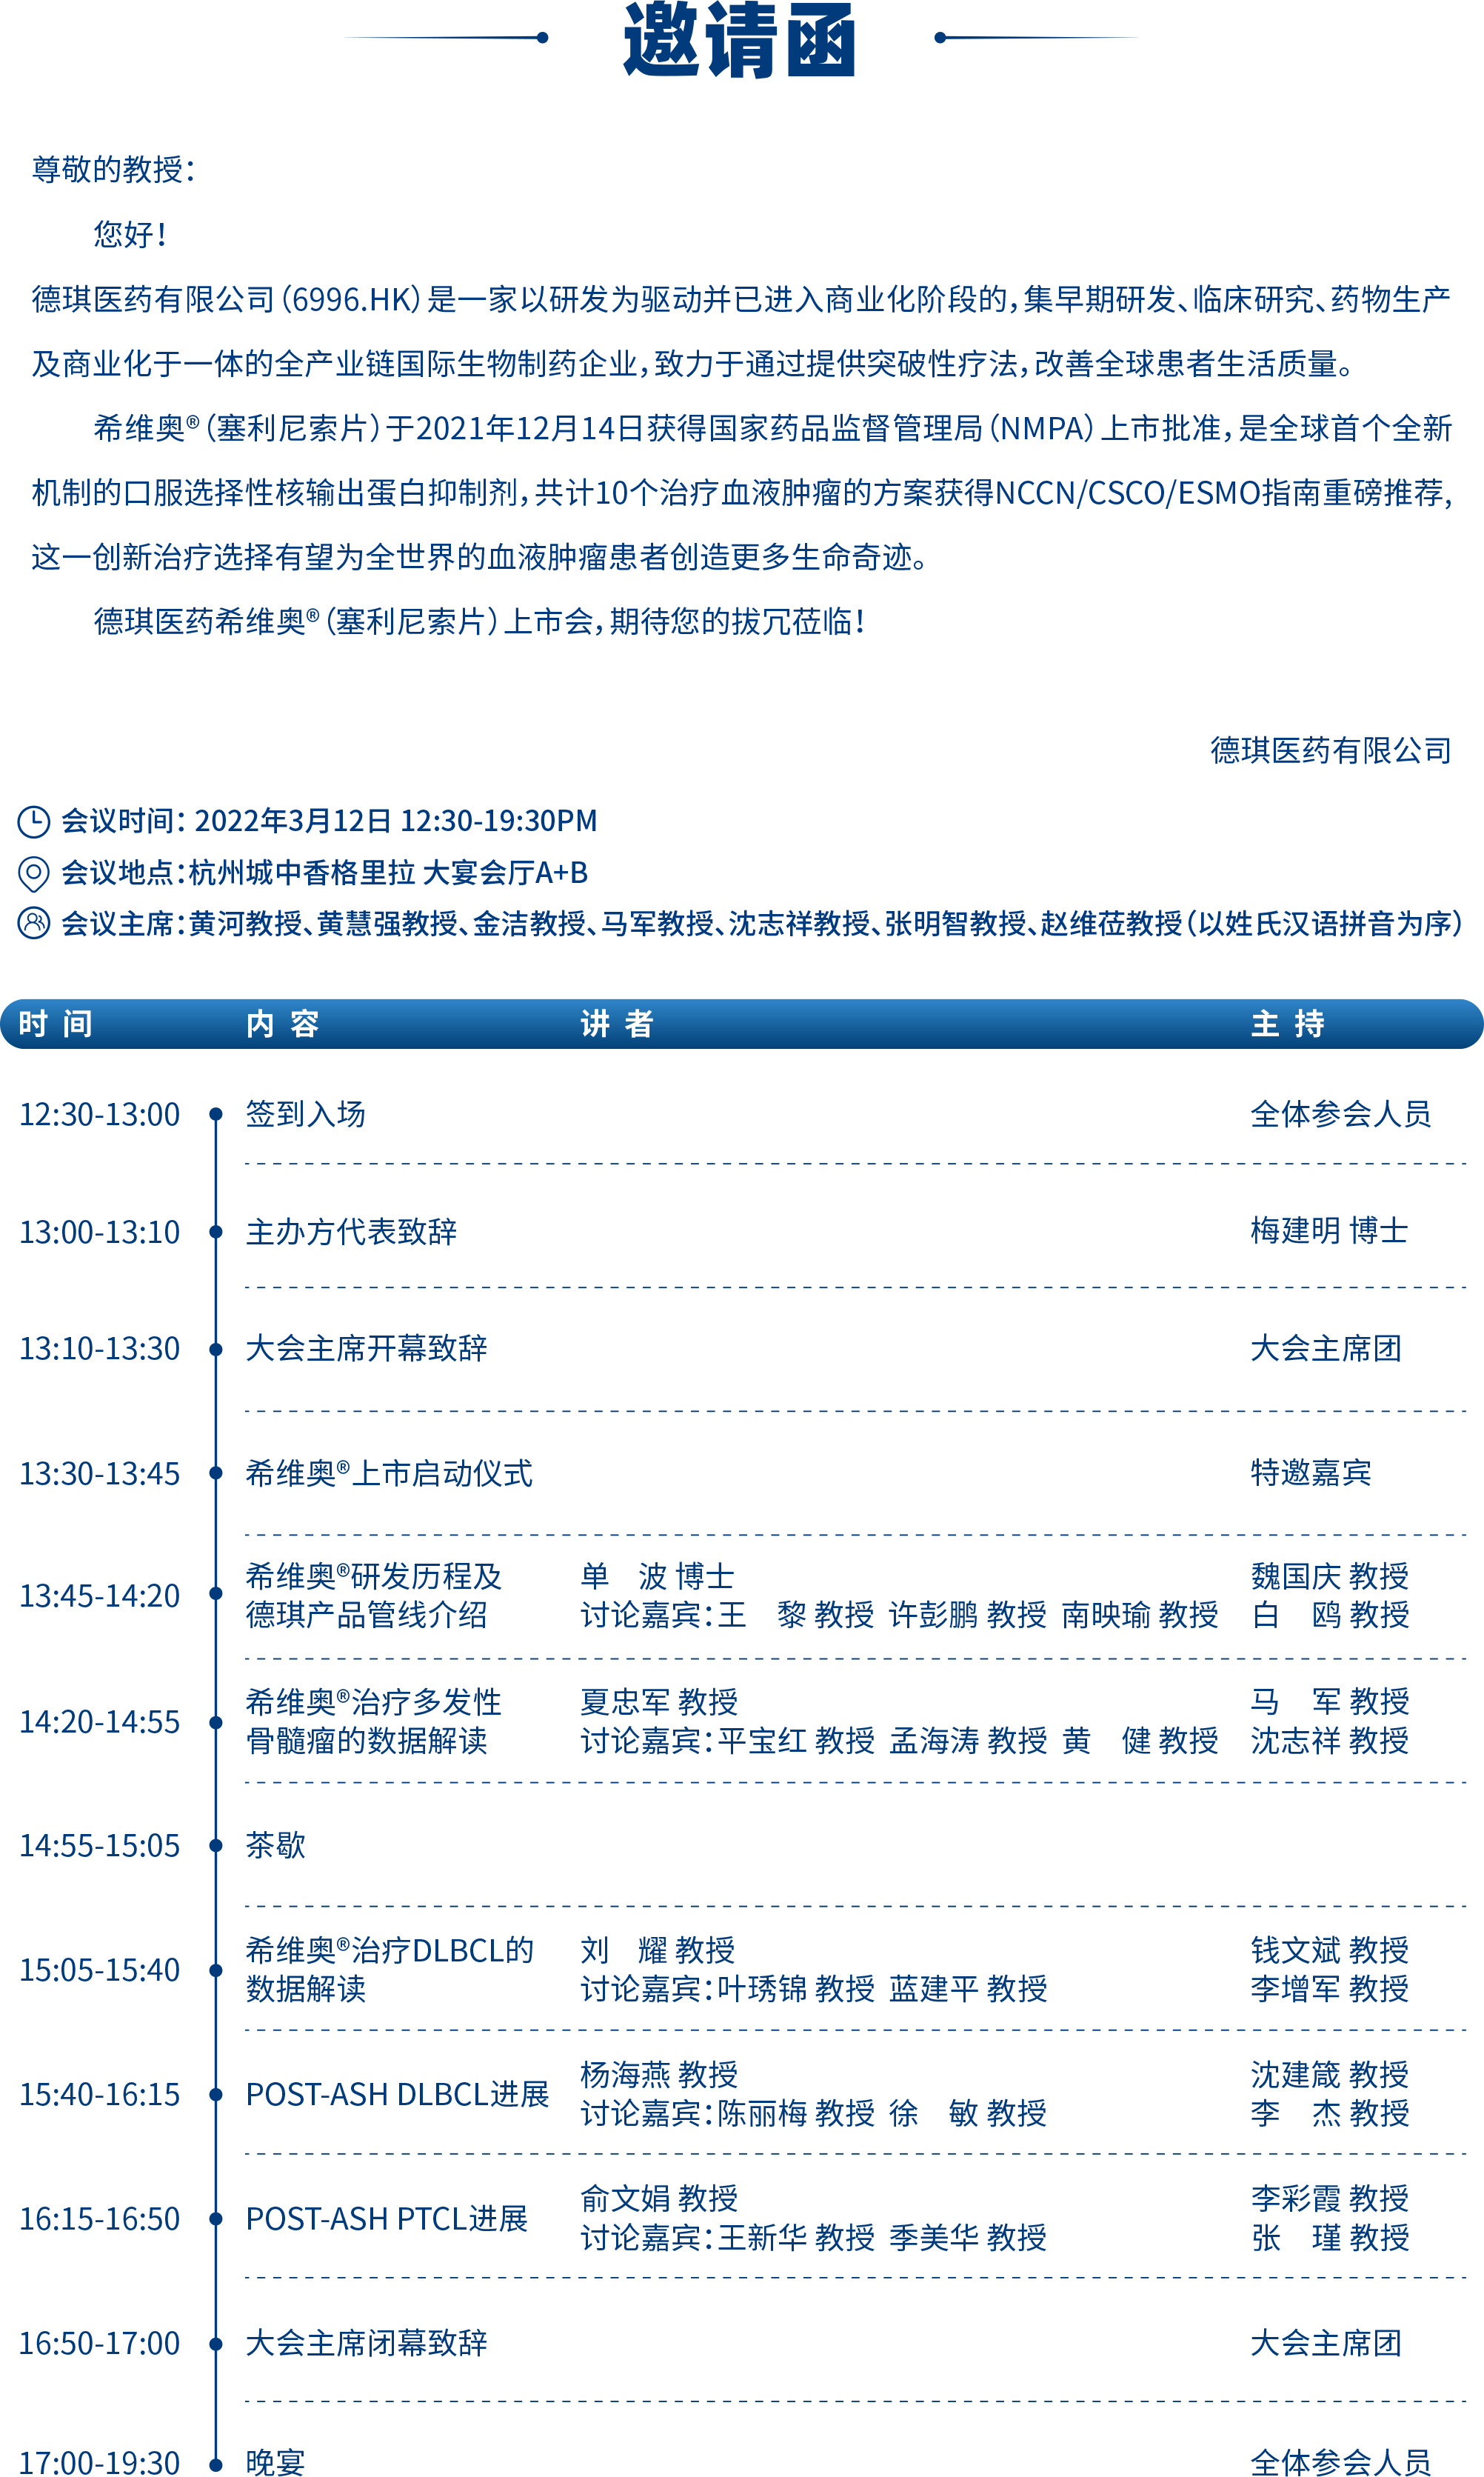 邀请函
尊敬的教授：
您好！
德琪医药有限公司（6996.HK）是一家以研发为驱动并已进入商业化阶段的，集早期研发、临床研究、药物生产
及商业化于一体的全产业链国际生物制药企业，致力于通过提供突破性疗法，改善全球患者生活质量。
希维奥®（塞利尼索片）于2021年12月14日获得国家药品监督管理局（NMPA）上市批准，是全球首个全新
机制的口服选择性核输出蛋白抑制剂，共计10个治疗血液肿瘤的方案获得NCCN/CSCO/ESMO指南重磅推荐，
这一创新治疗选择有望为全世界的血液肿瘤患者创造更多生命奇迹。
德琪医药希维奥®（塞利尼索片）上市会，期待您的拔冗莅临！
德琪医药有限公司
会议时间： 2022年3月12日 12:30-19:30PM
会议地点：杭州城中香格里拉 大宴会厅A+B
会议主席：黄河教授、黄慧强教授、金洁教授、马军教授、沈志祥教授、张明智教授、赵维莅教授（以姓氏汉语拼音为序）
时 间 内 容 讲 者 主 持
12:30-13:00 签到入场 全体参会人员
13:00-13:10 主办方代表致辞 梅建明 博士
13:10-13:30 大会主席开幕致辞 大会主席团
13:30-13:45 希维奥®上市启动仪式 特邀嘉宾
希维奥®研发历程及 单 波 博士 魏国庆 教授
13:45-14:20
德琪产品管线介绍 讨论嘉宾：王 黎 教授 许彭鹏 教授 南映瑜 教授 白 鸥 教授
希维奥®治疗多发性 夏忠军 教授 马 军 教授
14:20-14:55
骨髓瘤的数据解读 讨论嘉宾：平宝红 教授 孟海涛 教授 黄 健 教授 沈志祥 教授
14:55-15:05 茶歇
希维奥®治疗DLBCL的 刘 耀 教授 钱文斌 教授
15:05-15:40
数据解读 讨论嘉宾：叶琇锦 教授 蓝建平 教授 李增军 教授
杨海燕 教授 沈建箴 教授
15:40-16:15 POST-ASH DLBCL进展
讨论嘉宾：陈丽梅 教授 徐 敏 教授 李 杰 教授
俞文娟 教授 李彩霞 教授
16:15-16:50 POST-ASH PTCL进展
讨论嘉宾：王新华 教授 季美华 教授 张 瑾 教授
16:50-17:00 大会主席闭幕致辞 大会主席团
17:00-19:30 晚宴 全体参会人员